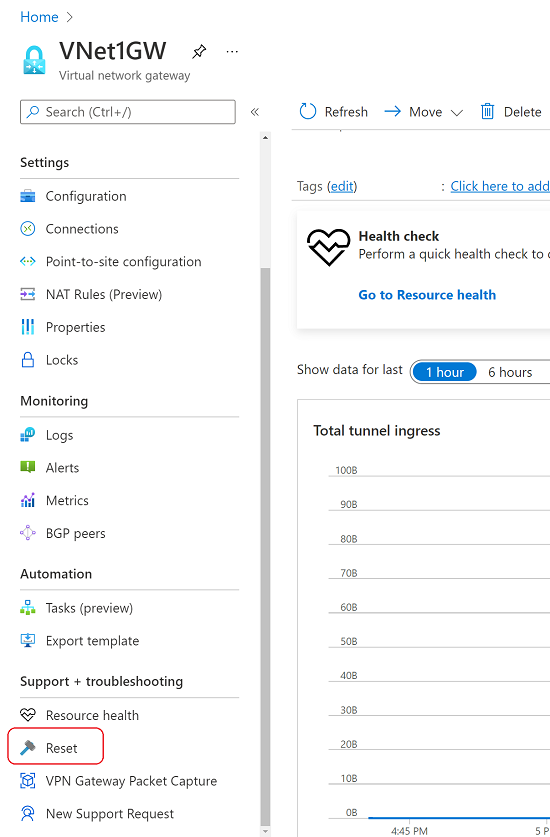 Home
VNet1GW
Virtual network gateway
Search (Ctrl+/)
Settings
Configuration
Connections
Point-to-site configuration
NAT Rules (Preview)
Properties
Locks
Monitoring
Logs
Alerts
Metrics
BGP peers
Automation
Tasks (preview)
Export template
Support + troubleshooting
Resource health
Reset
VPN Gateway Packet Capture
New Support Request
Refresh Move Delete
Tags (edit) : Click here to add
Health check
Perform a quick health check to
Go to Resource health
Show data for last 1 hour 6 hours
Total tunnel ingress
100B
90B
80B
70B
60B
50B
40B
30B
20B
10B
0B
4:45 PM 5 P